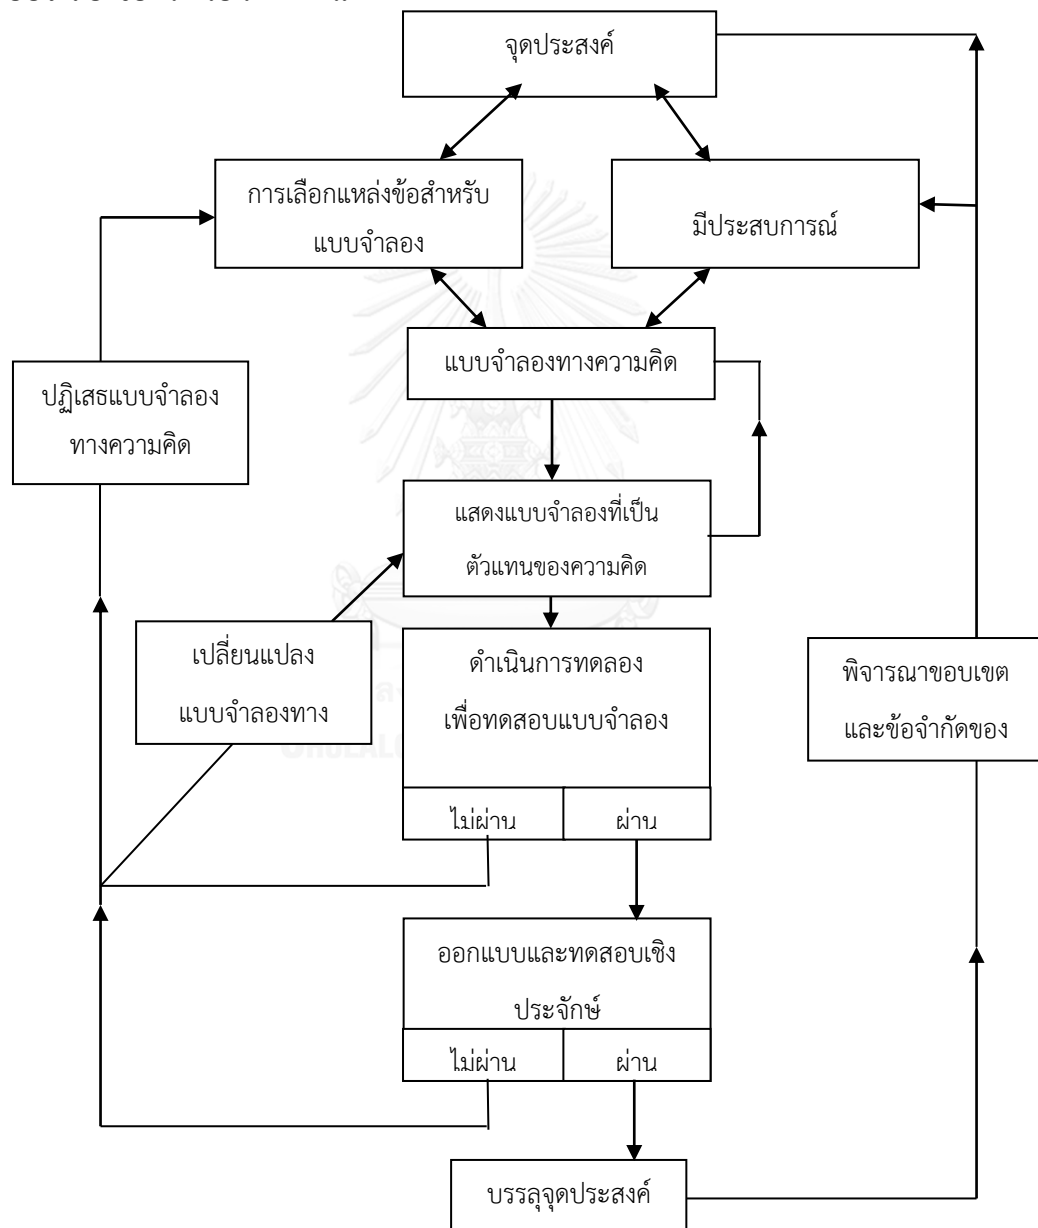 จุดประสงค์
การเลือกแหล่งข้อสำหรับ
แบบจำลอง
มีประสบการณ์
แบบจำลองทางความคิด
ปฏิเสธแบบจำลอง
ทางความคิด
แสดงแบบจำลองที่เป็น
ตัวแทนของความคิด
เปลี่ยนแปลง
แบบจำลองทาง
ดำเนินการทดลอง
เพื่อทดสอบแบบจำลอง
พิจารณาขอบเขต
และข้อจำกัดของ
ไม่ผ่าน
ผ่าน
ออกแบบและทดสอบเชิง
ประจักษ์
ไม่ผ่าน
ผ่าน
บรรลุจุดประสงค์